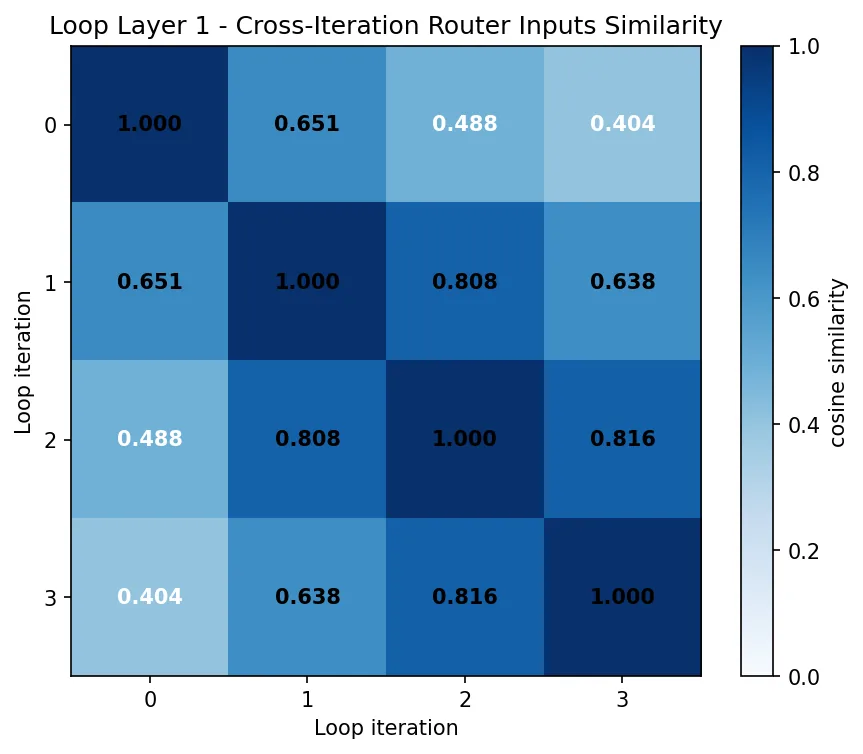 Loop Layer 1 - Cross-Iteration Router Inputs Similarity
0 1.000 0.651 0.488 0.404
1 0.651 1.000 0.808 0.638
2 0.488 0.808 1.000 0.816
3 0.404 0.638 0.816 1.000
0 1 2 3
Loop iteration
Loop iteration
1.0
0.8
0.6
0.4
0.2
0.0
cosine similarity